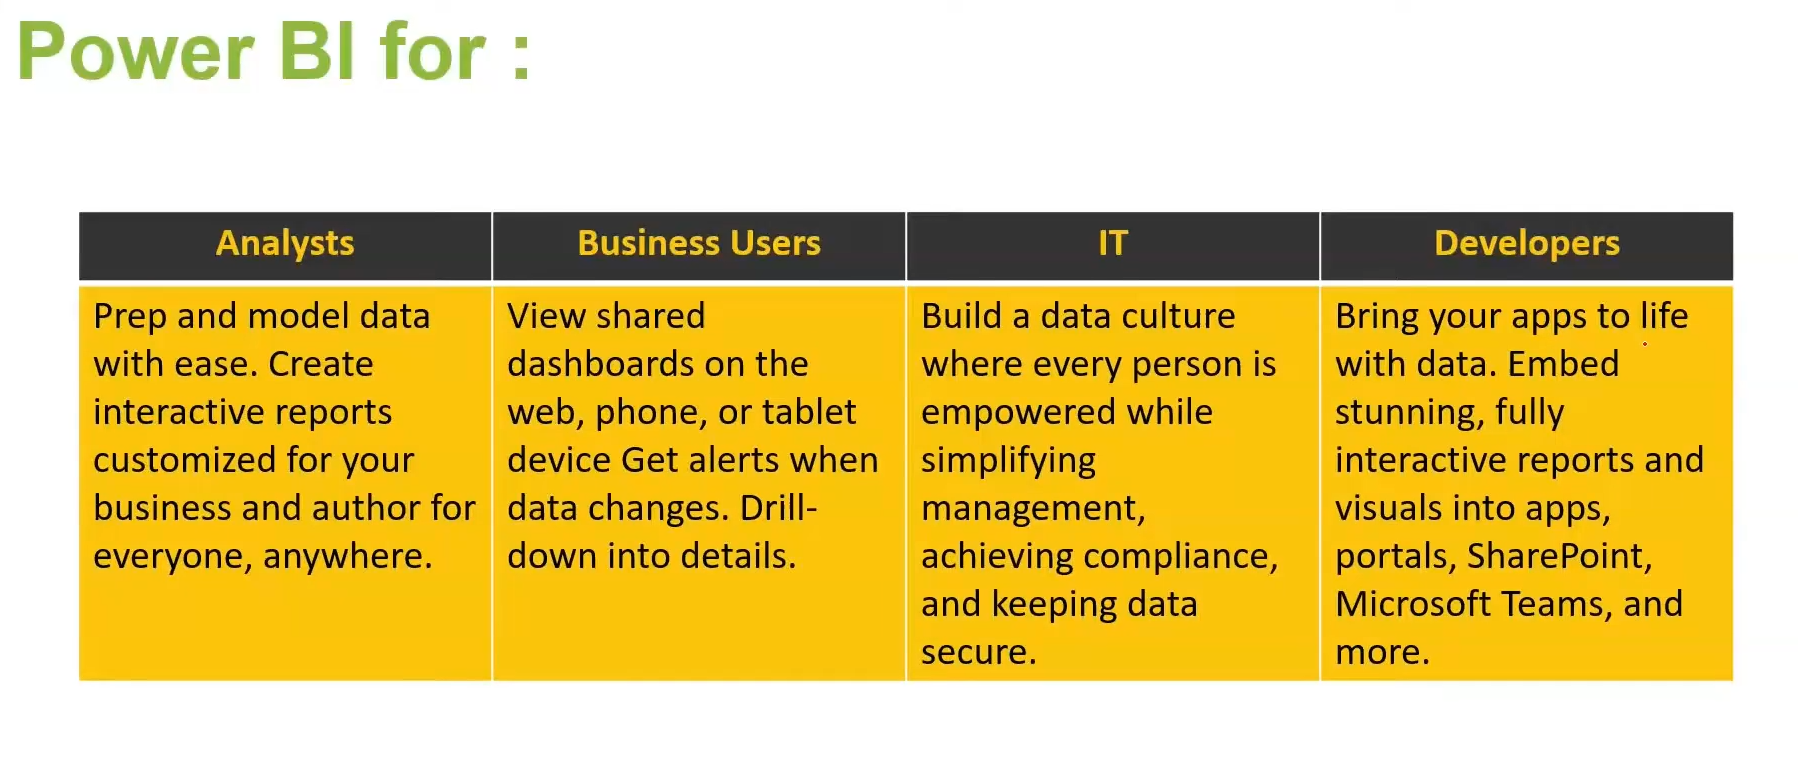 Power BI for :
Analysts
Prep and model data
with ease. Create
interactive reports
customized for your
business and author for
everyone, anywhere.
Business Users
View shared
dashboards on the
web, phone, or tablet
device Get alerts when
data changes. Drill-
down into details.
IT
Build a data culture
where every person is
empowered while
simplifying
management,
achieving compliance,
and keeping data
secure.
Developers
Bring your apps to life
with data. Embed
stunning, fully
interactive reports and
visuals into apps,
portals, SharePoint,
Microsoft Teams, and
more.